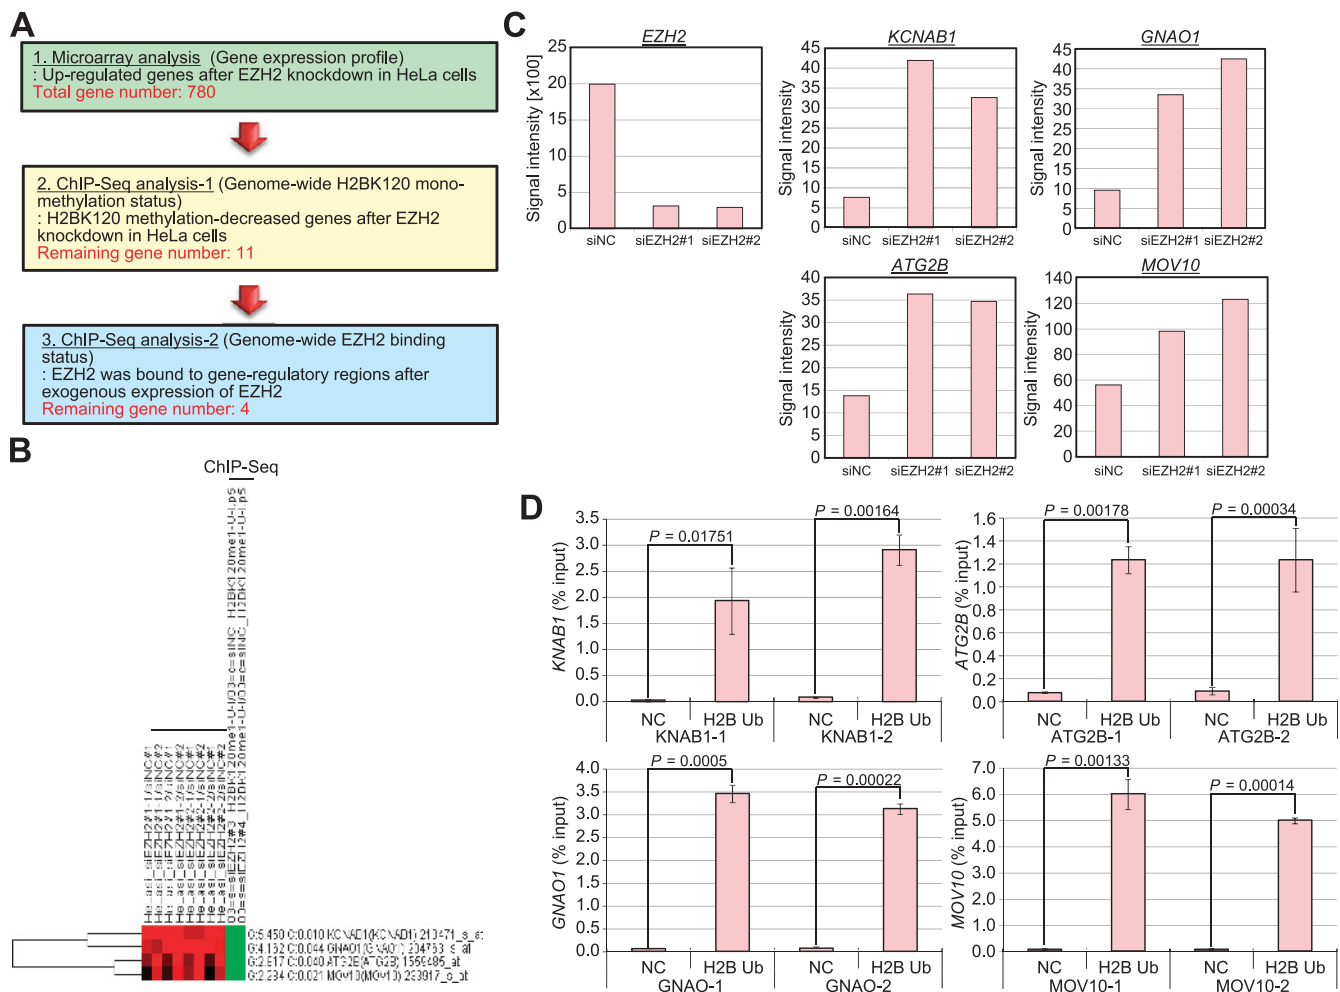 A
1. Microarray analysis (Gene expression profile)
: Up-regulated genes after EZH2 knockdown in HeLa cells
Total gene number: 780
2. ChIP-Seq analysis-1 (Genome-wide H2BK120 mono-
methylation status)
: H2BK120 methylation-decreased genes after EZH2
knockdown in HeLa cells
Remaining gene number: 11
3. ChIP-Seq analysis-2 (Genome-wide EZH2 binding
status)
: EZH2 was bound to gene-regulatory regions after
exogenous expression of EZH2
Remaining gene number: 4
B
ChIP-Seq
KCNAB1(KCNAB1)
GNAO1(GNAO1)
ATG2B(ATG2B)
MOV10(MOV10)
C
EZH2
Signal intensity [x100]
25
20
15
10
5
0
siNC siEZH2#1 siEZH2#2
KCNAB1
Signal intensity
45
40
35
30
25
20
15
10
5
0
siNC siEZH2#1 siEZH2#2
GNAO1
Signal intensity
45
40
35
30
25
20
15
10
5
0
siNC siEZH2#1 siEZH2#2
ATG2B
Signal intensity
40
35
30
25
20
15
10
5
0
siNC siEZH2#1 siEZH2#2
MOV10
Signal intensity
140
120
100
80
60
40
20
0
siNC siEZH2#1 siEZH2#2
D
KNAB1 (% input)
3.5
3.0
2.5
2.0
1.5
1.0
0.5
0.0
P = 0.01751
P = 0.00164
NC H2B Ub NC H2B Ub
KNAB1-1 KNAB1-2
ATG2B (% input)
1.6
1.4
1.2
1.0
0.8
0.6
0.4
0.2
0.0
P = 0.00178
P = 0.00034
NC H2B Ub NC H2B Ub
ATG2B-1 ATG2B-2
GNAO1 (% input)
4.0
3.5
3.0
2.5
2.0
1.5
1.0
0.5
0.0
P = 0.0005
P = 0.00022
NC H2B Ub NC H2B Ub
GNAO-1 GNAO-2
MOV10 (% input)
7.0
6.0
5.0
4.0
3.0
2.0
1.0
0.0
P = 0.00133
P = 0.00014
NC H2B Ub NC H2B Ub
MOV10-1 MOV10-2